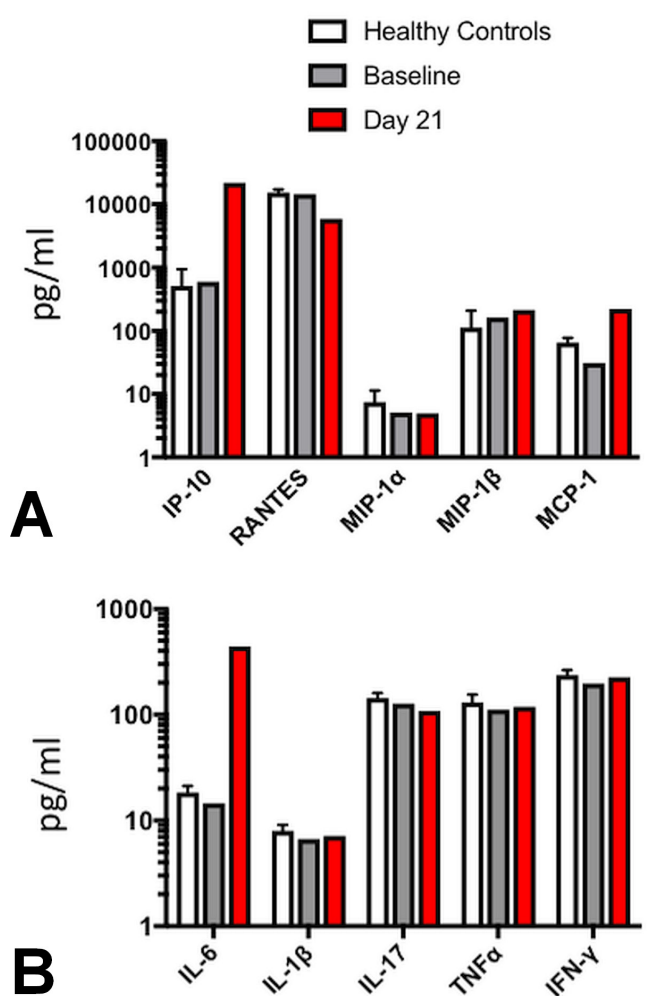 Healthy Controls
Baseline
Day 21
100000
10000
1000
100
10
1
pg/ml
IP-10
RANTES
MIP-1α
MIP-1β
MCP-1
A
1000
100
10
1
pg/ml
IL-6
IL-1β
IL-17
TNFα
IFN-γ
B